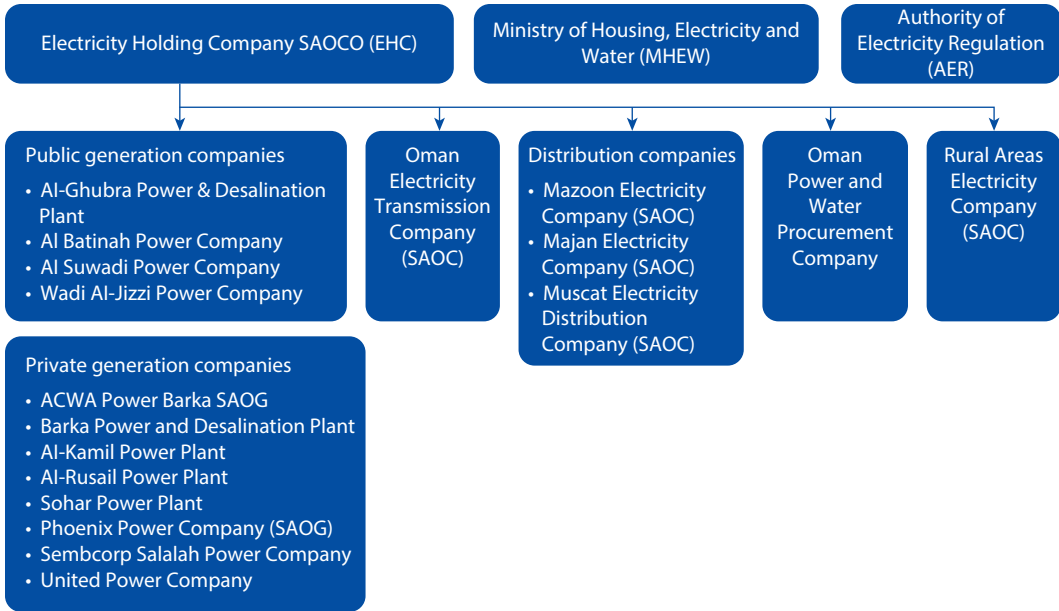 Electricity Holding Company SAOCO (EHC)
Ministry of Housing, Electricity and
Water (MHEW)
Authority of
Electricity Regulation
(AER)
Public generation companies
• Al-Ghubra Power & Desalination
Plant
• Al Batinah Power Company
• Al Suwadi Power Company
• Wadi Al-Jizzi Power Company
Oman
Electricity
Transmission
Company
(SAOC)
Distribution companies
• Mazoon Electricity
Company (SAOC)
• Majan Electricity
Company (SAOC)
• Muscat Electricity
Distribution
Company (SAOC)
Oman
Power and
Water
Procurement
Company
Rural Areas
Electricity
Company
(SAOC)
Private generation companies
• ACWA Power Barka SAOG
• Barka Power and Desalination Plant
• Al-Kamil Power Plant
• Al-Rusail Power Plant
• Sohar Power Plant
• Phoenix Power Company (SAOG)
• Sembcorp Salalah Power Company
• United Power Company